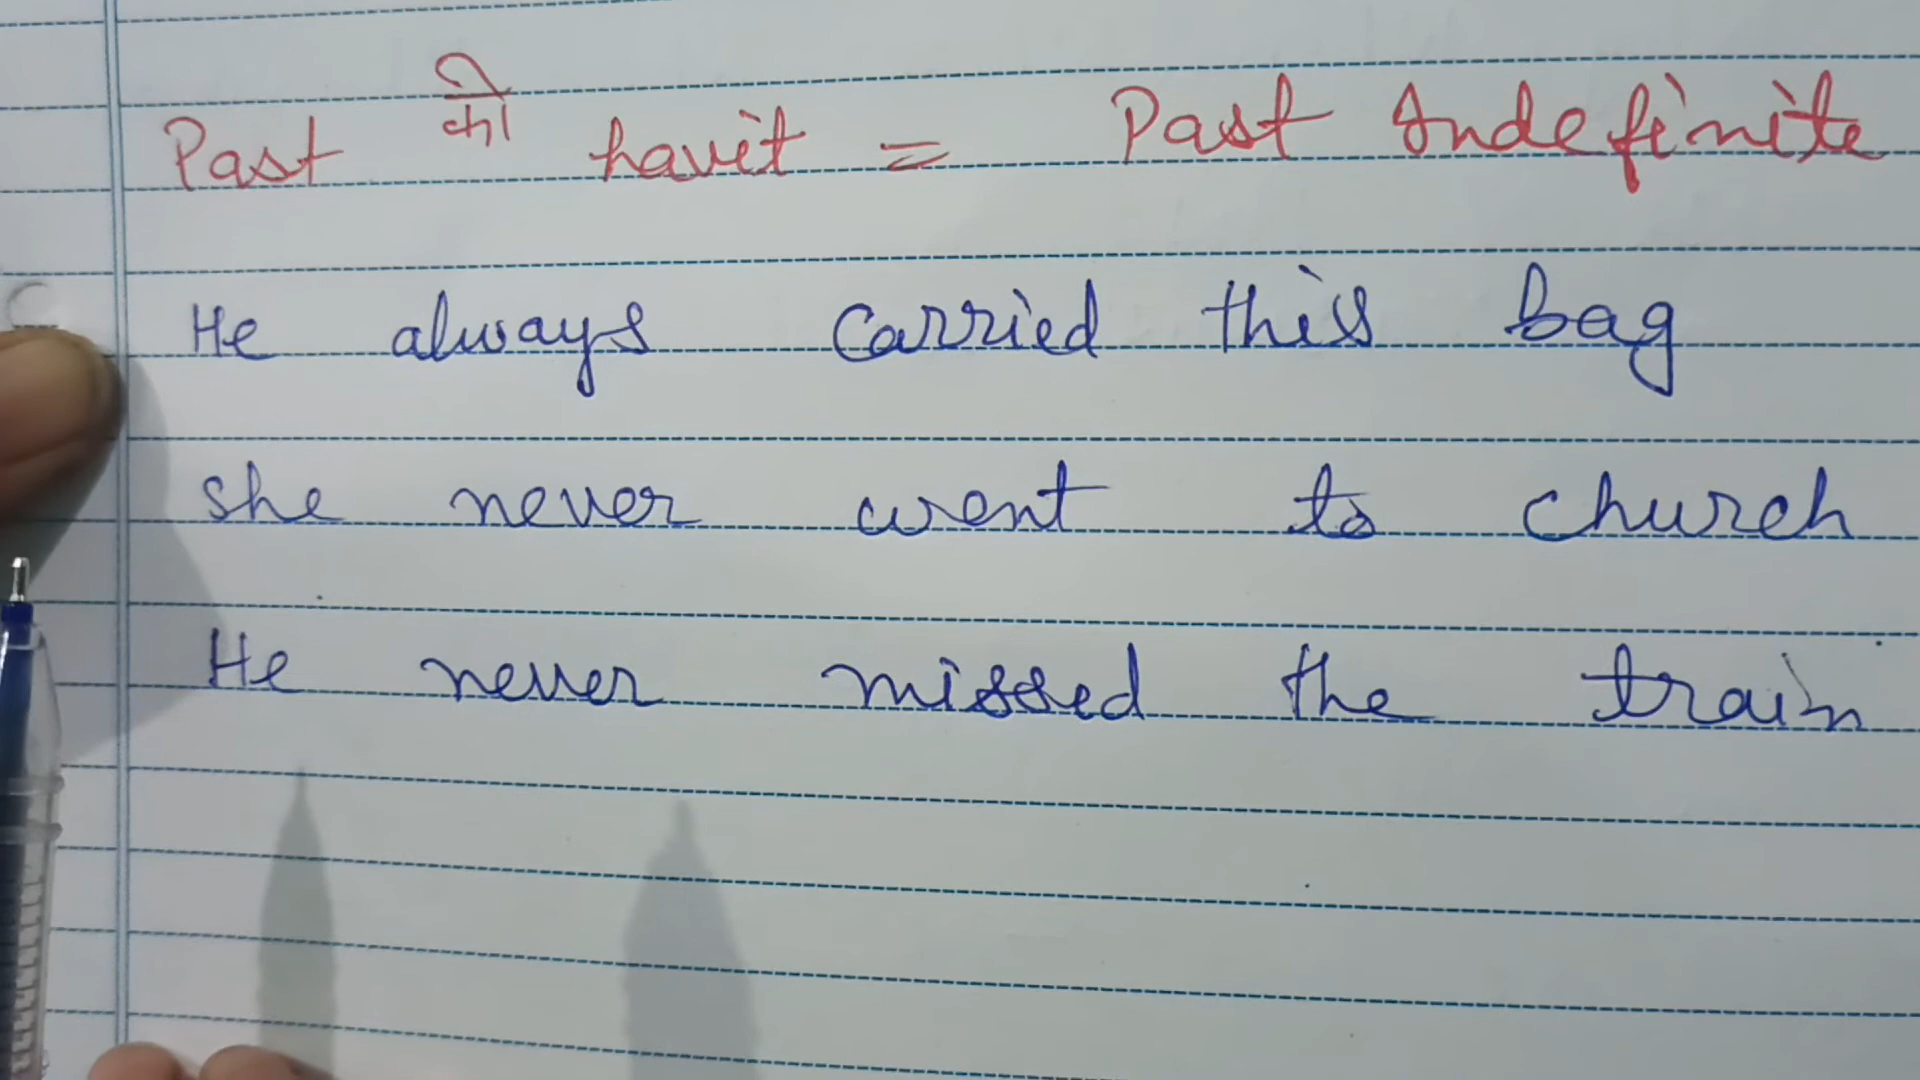 Past की havit = Past Indefinite
He always carried this bag
she never went to church
He never missed the train